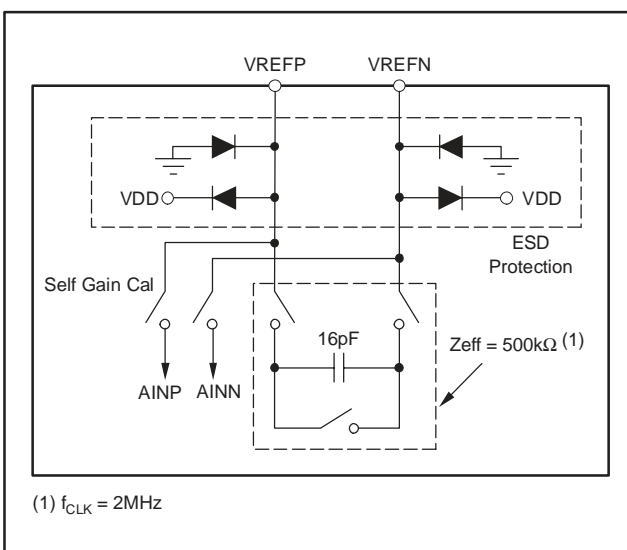 VREFP VREFN
VDD VDD
ESD
Protection
Self Gain Cal
16pF
Zeff = 500kΩ (1)
AINP AINN
(1) fCLK = 2MHz